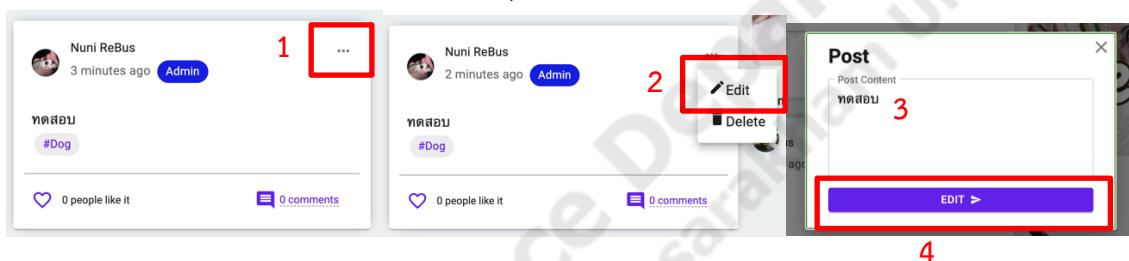 Nuni ReBus
3 minutes ago Admin
1
...
ทดสอบ
#Dog
0 people like it
0 comments
Nuni ReBus
2 minutes ago Admin
...
2
Edit
Delete
ทดสอบ
#Dog
0 people like it
0 comments
Post
Post Content
ทดสอบ
3
EDIT
4